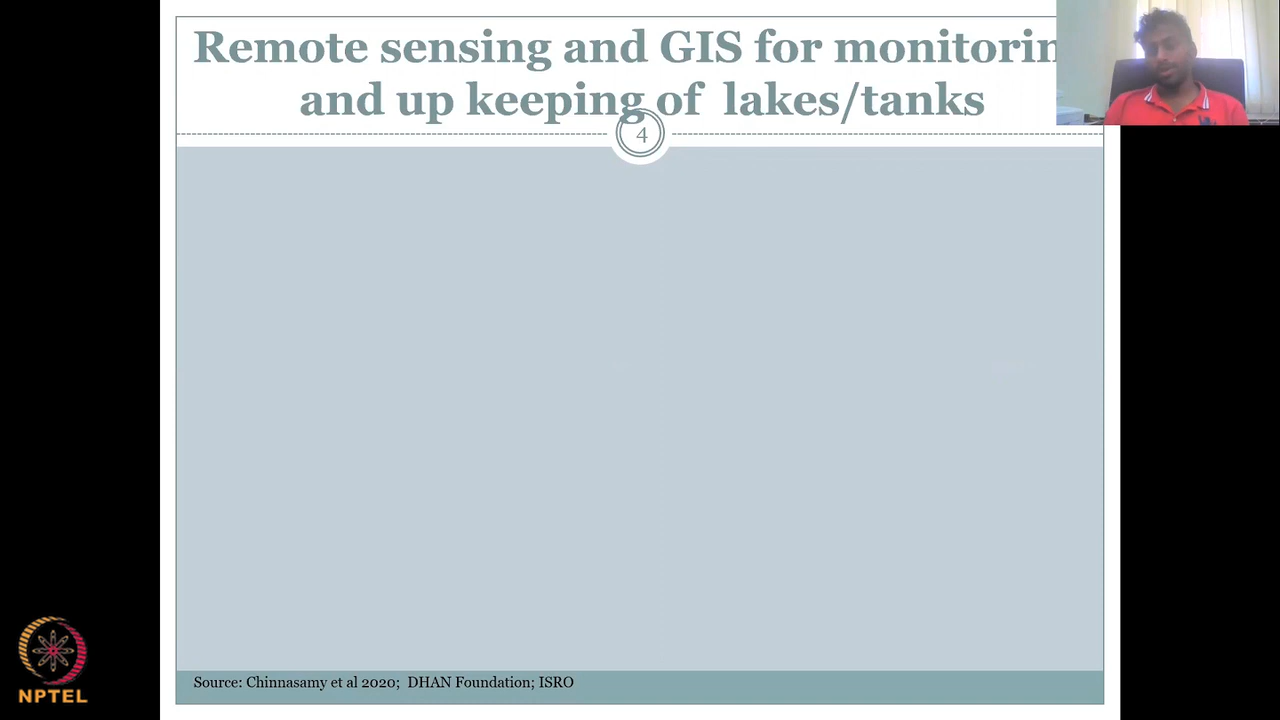 Remote sensing and GIS for monitorin
and up keeping of lakes/tanks
4
Source: Chinnasamy et al 2020; DHAN Foundation; ISRO
NPTEL